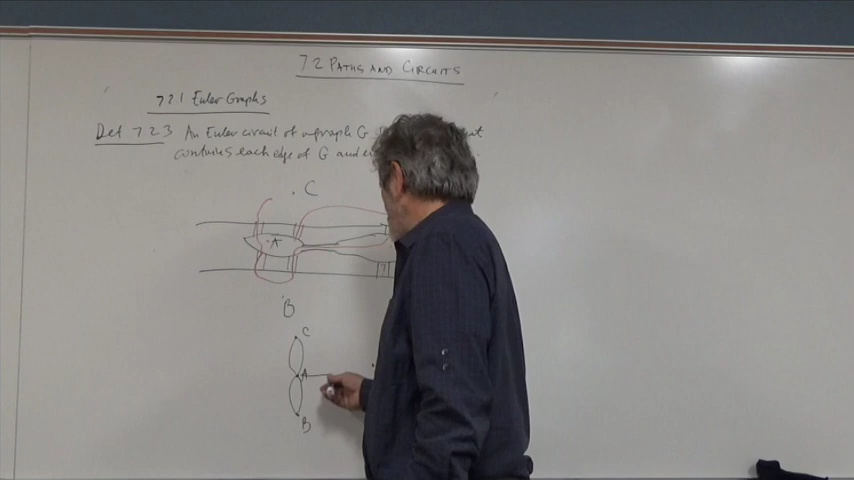 7.2 PATHS AND CIRCUITS
7.2.1 Euler Graphs
Def 7.2.3 An Euler circuit of a graph G
contains each edge of G and
C
A
B
C
A
B